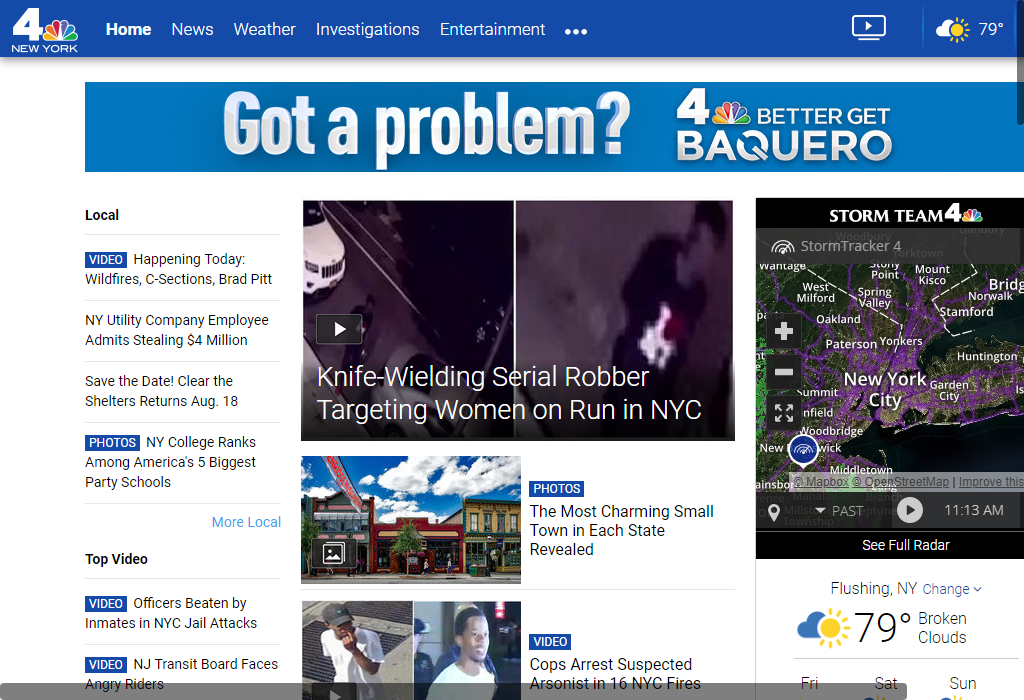 4
NEW YORK
Home
News
Weather
Investigations
Entertainment
79°
Got a problem?
4
BETTER GET
BAQUERO
Local
VIDEO Happening Today:
Wildfires, C-Sections, Brad Pitt
NY Utility Company Employee
Admits Stealing $4 Million
Save the Date! Clear the
Shelters Returns Aug. 18
PHOTOS NY College Ranks
Among America's 5 Biggest
Party Schools
More Local
Top Video
VIDEO Officers Beaten by
Inmates in NYC Jail Attacks
VIDEO NJ Transit Board Faces
Angry Riders
Knife-Wielding Serial Robber
Targeting Women on Run in NYC
PHOTOS
The Most Charming Small
Town in Each State
Revealed
VIDEO
Cops Arrest Suspected
Arsonist in 16 NYC Fires
STORM TEAM 4
Woodbury
Danbury
StormTracker 4
Yorktown
Wantage
Stony
Point
Mount
Kisco
West
Milford
Spring
Valley
Bridg
Norwalk
Stamford
Oakland
Paterson
Yonkers
Huntington
New York
City
Garden
City
Summit
nfield
Woodbridge
New
wick
Middletown
ainsbo
© Mapbox © OpenStreetMap | Improve this
PAST
Township
11:13 AM
See Full Radar
Flushing, NY Change
79°
Broken
Clouds
Fri
Sat
Sun